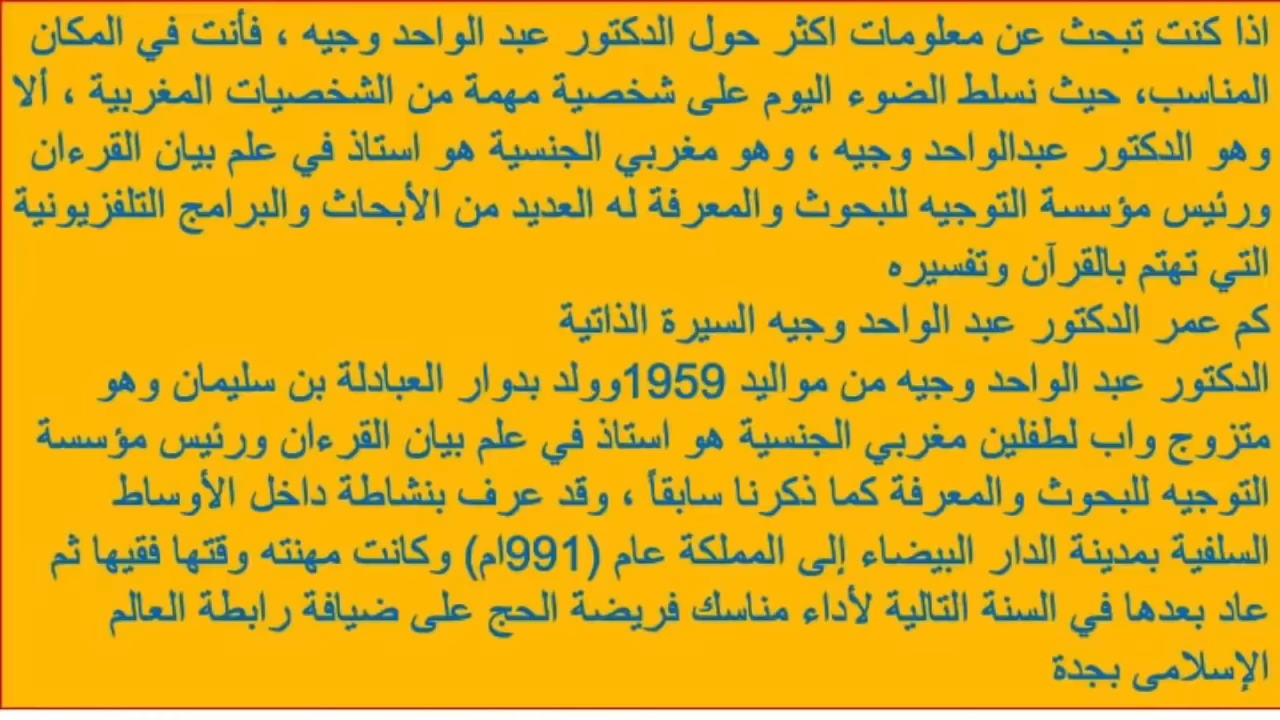 اذا كنت تبحث عن معلومات اكثر حول الدكتور عبد الواحد وجيه ، فأنت في المكان
المناسب، حيث نسلط الضوء اليوم على شخصية مهمة من الشخصيات المغربية ، ألا
وهو الدكتور عبدالواحد وجيه ، وهو مغربي الجنسية هو استاذ في علم بيان القرءان
ورئيس مؤسسة التوجيه للبحوث والمعرفة له العديد من الأبحاث والبرامج التلفزيونية
التي تهتم بالقرآن وتفسيره
كم عمر الدكتور عبد الواحد وجيه السيرة الذاتية
الدكتور عبد الواحد وجيه من مواليد 1959وولد بدوار العبادلة بن سليمان وهو
متزوج واب لطفلين مغربي الجنسية هو استاذ في علم بيان القرءان ورئيس مؤسسة
التوجيه للبحوث والمعرفة كما ذكرنا سابقاً ، وقد عرف بنشاطة داخل الأوساط
السلفية بمدينة الدار البيضاء إلى المملكة عام (991ام) وكانت مهنته وقتها فقيها ثم
عاد بعدها في السنة التالية لأداء مناسك فريضة الحج على ضيافة رابطة العالم
الإسلامى بجدة